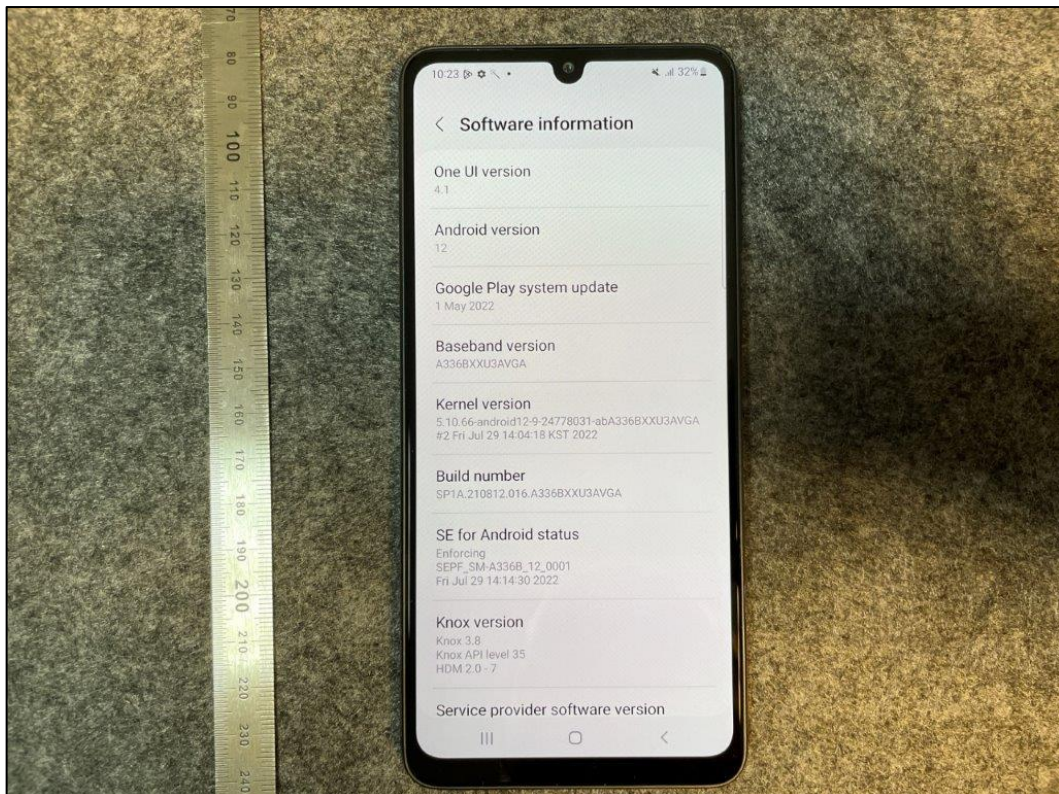 70
80
90
100
110
120
130
140
150
160
170
180
190
200
210
220
230
240
10:23
32%
Software information
One UI version
4.1
Android version
12
Google Play system update
1 May 2022
Baseband version
A336BXXU3AVGA
Kernel version
5.10.66-android12-9-24778031-abA336BXXU3AVGA
#2 Fri Jul 29 14:04:18 KST 2022
Build number
SP1A.210812.016.A336BXXU3AVGA
SE for Android status
Enforcing
SEPF_SM-A336B_12_0001
Fri Jul 29 14:14:30 2022
Knox version
Knox 3.8
Knox API level 35
HDM 2.0 - 7
Service provider software version